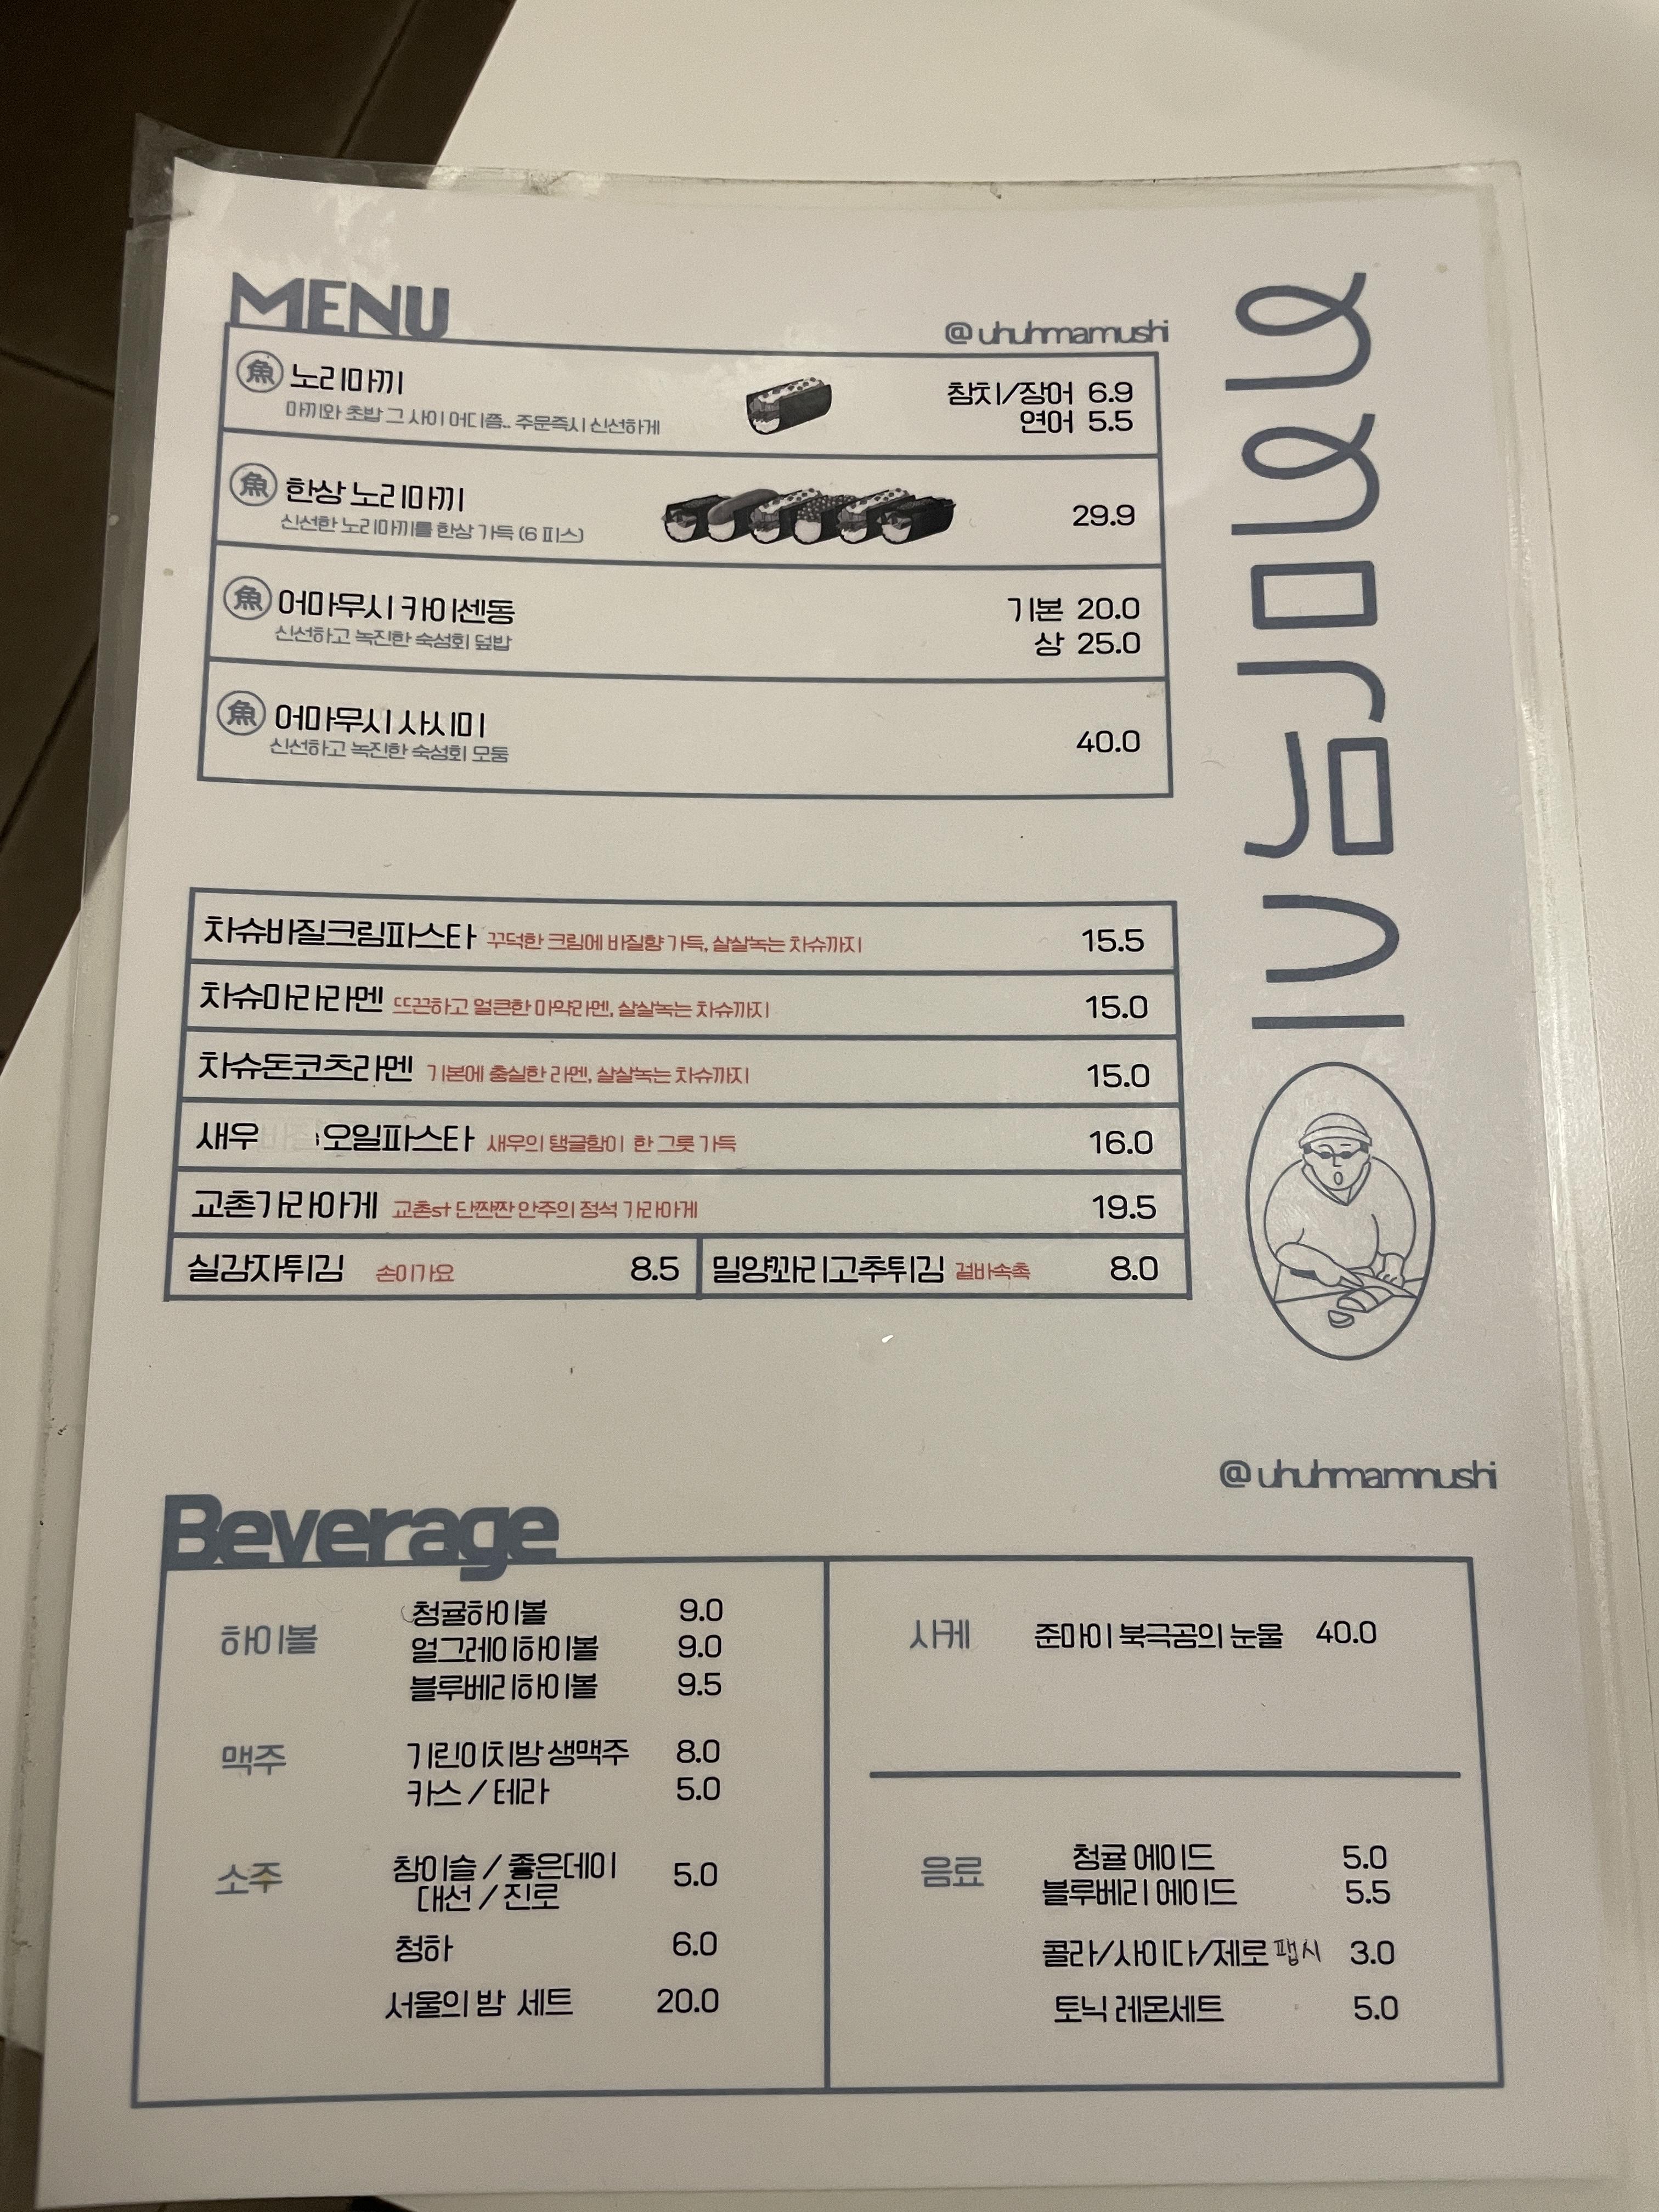 MENU
@uhuhmamushi
魚 노리마끼
마끼와 초밥 그 사이 어디쯤.. 주문즉시 신선하게
참치/장어 6.9
연어 5.5
魚 한상 노리마끼
신선한 노리마끼를 한상 가득 (6 피스)
29.9
魚 어마무시 카이센동
신선하고 녹진한 숙성회 덮밥
기본 20.0
상 25.0
魚 어마무시 사시미
신선하고 녹진한 숙성회 모둠
40.0
차슈바질크림파스타 꾸덕한 크림에 바질향 가득, 살살녹는 차슈까지 15.5
차슈마라라멘 뜨끈하고 얼큰한 마약라멘, 살살녹는 차슈까지 15.0
차슈돈코츠라멘 기본에 충실한 라멘, 살살녹는 차슈까지 15.0
새우 오일파스타 새우의 탱글함이 한 그릇 가득 16.0
교촌가라아게 교촌st 단짠짠 안주의 정석 가라아게 19.5
실감자튀김 손이가요 8.5 밀양꽈리고추튀김 겉바속촉 8.0
@uhuhmamnushi
Beverage
하이볼
청귤하이볼 9.0
얼그레이하이볼 9.0
블루베리하이볼 9.5
맥주
기린이치방 생맥주 8.0
카스 / 테라 5.0
소주
참이슬 / 좋은데이
대선 / 진로
5.0
청하 6.0
서울의 밤 세트 20.0
사케
준마이 북극곰의 눈물 40.0
음료
청귤 에이드 5.0
블루베리 에이드 5.5
콜라/사이다/제로 팹시 3.0
토닉 레몬세트 5.0